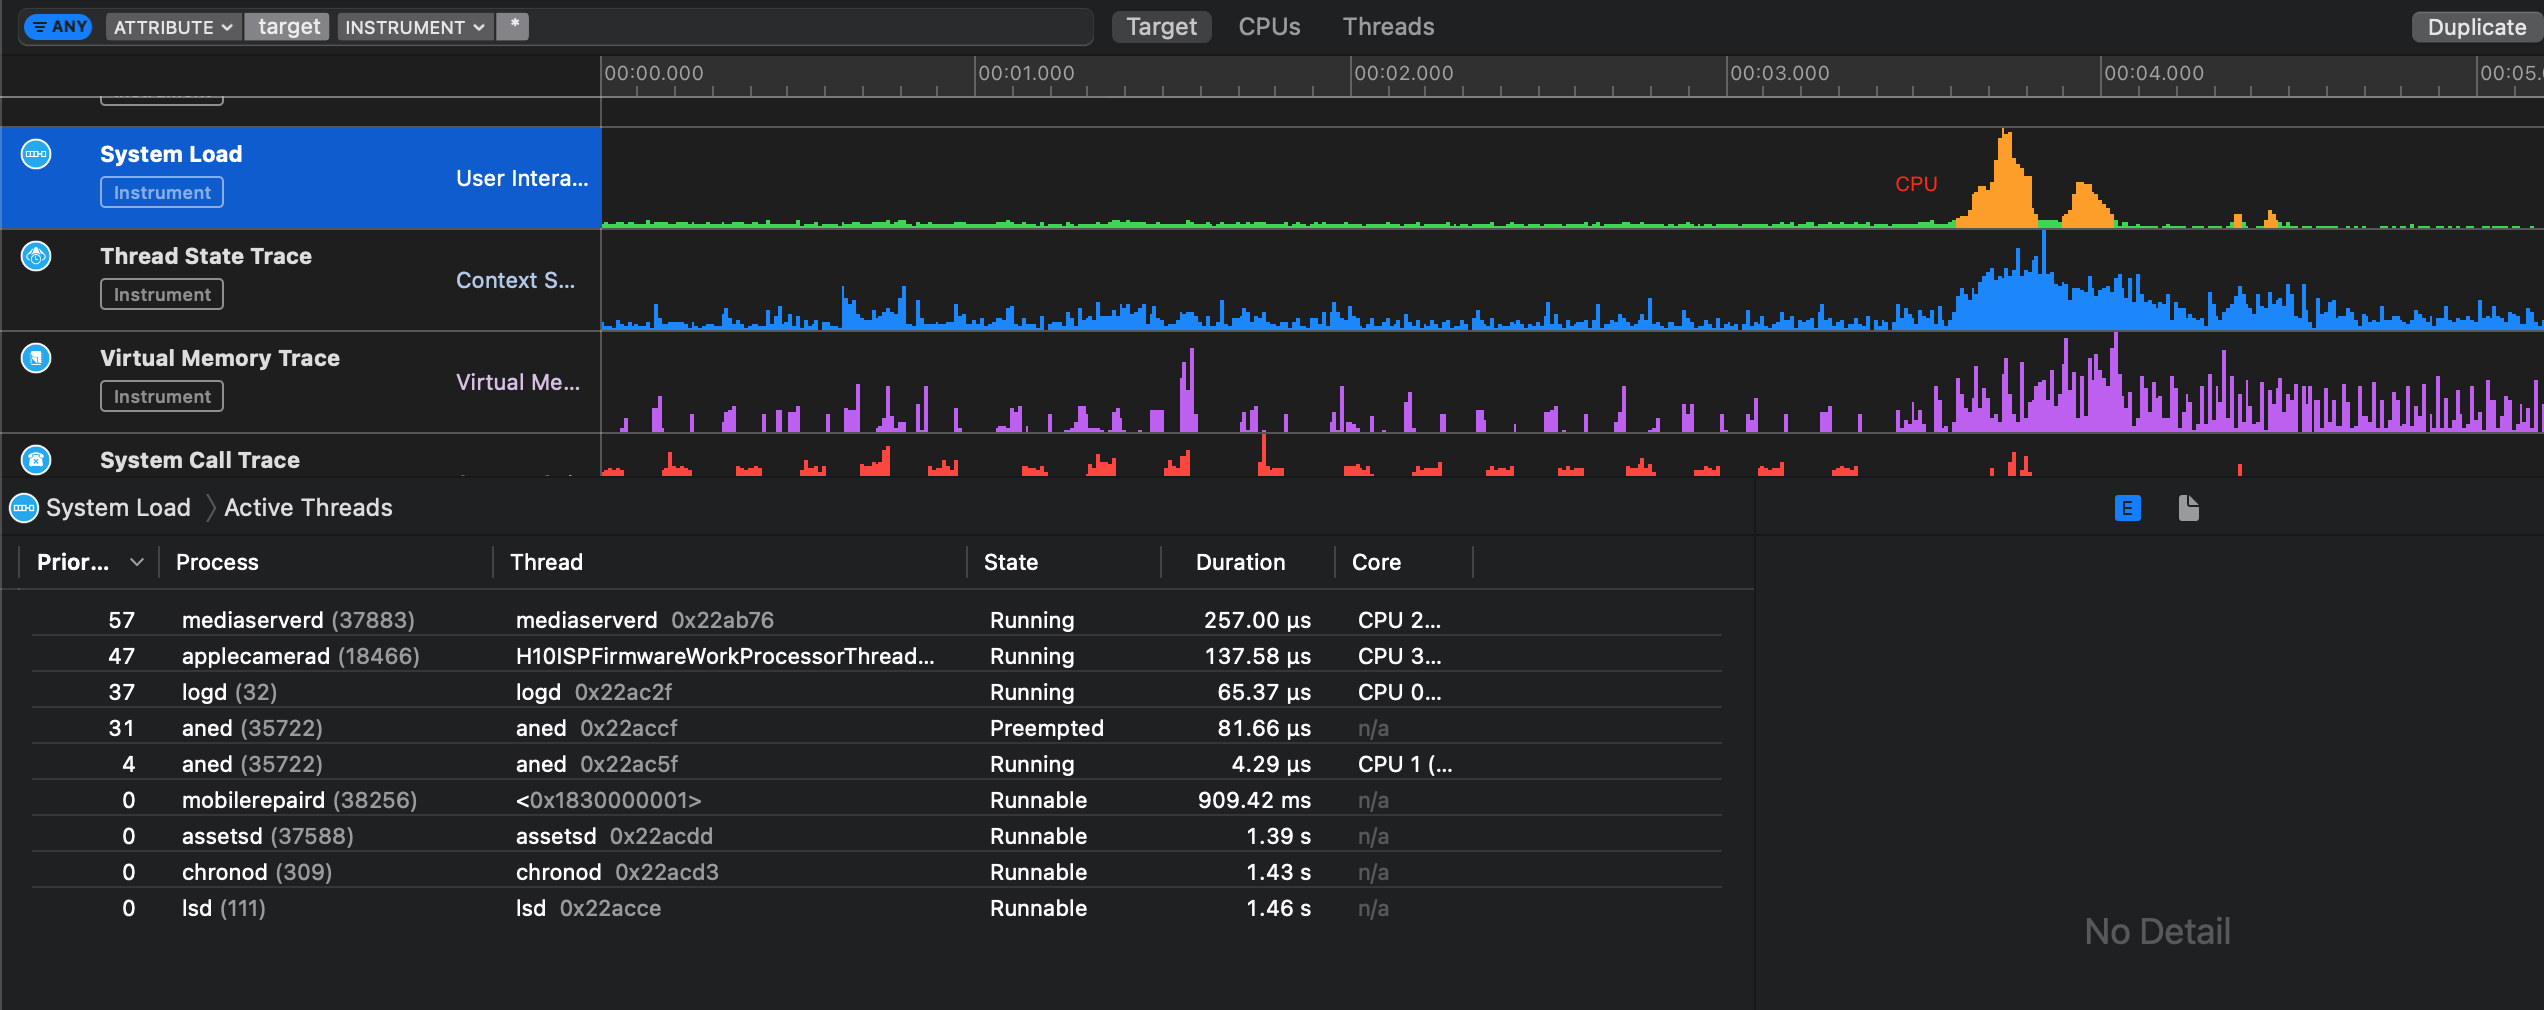 ANY ATTRIBUTE target INSTRUMENT * Target CPUs Threads Duplicate
00:00.000 00:01.000 00:02.000 00:03.000 00:04.000 00:05.
System Load
User Intera...
Instrument
CPU
Thread State Trace
Context S...
Instrument
Virtual Memory Trace
Virtual Me...
Instrument
System Call Trace
System Load Active Threads
E
Prior... Process Thread State Duration Core
57 mediaserverd (37883) mediaserverd 0x22ab76 Running 257.00 µs CPU 2...
47 applecamerad (18466) H10ISPFirmwareWorkProcessorThread... Running 137.58 µs CPU 3...
37 logd (32) logd 0x22ac2f Running 65.37 µs CPU 0...
31 aned (35722) aned 0x22accf Preempted 81.66 µs n/a
4 aned (35722) aned 0x22ac5f Running 4.29 µs CPU 1 (...
0 mobilerepaird (38256) <0x1830000001> Runnable 909.42 ms n/a
0 assetsd (37588) assetsd 0x22acdd Runnable 1.39 s n/a
0 chronod (309) chronod 0x22acd3 Runnable 1.43 s n/a
0 lsd (111) lsd 0x22acce Runnable 1.46 s n/a
No Detail